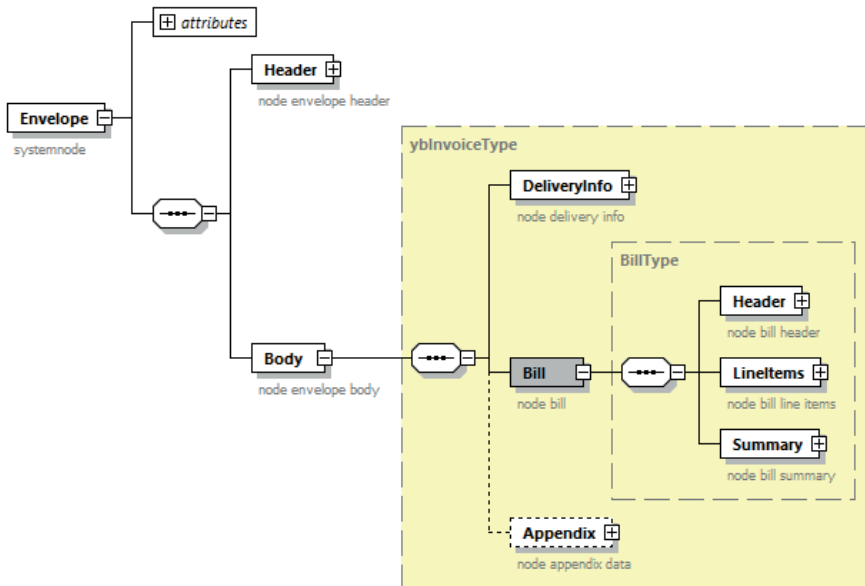 attributes
Header
node envelope header
Envelope
systemnode
ybInvoiceType
DeliveryInfo
node delivery info
BillType
Header
node bill header
Body
node envelope body
Bill
node bill
LineItems
node bill line items
Summary
node bill summary
Appendix
node appendix data